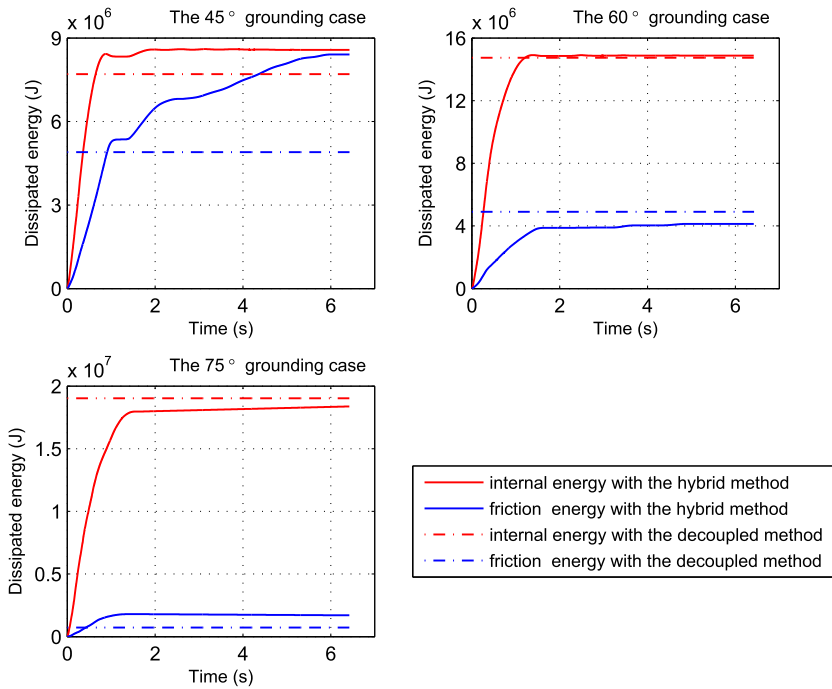 The 45° grounding case
x 10^6
9
6
3
0
Dissipated energy (J)
0 2 4 6
Time (s)
The 60° grounding case
x 10^6
16
12
8
4
0
Dissipated energy (J)
0 2 4 6
Time (s)
The 75° grounding case
x 10^7
2
1.5
1
0.5
0
Dissipated energy (J)
0 2 4 6
Time (s)
internal energy with the hybrid method
friction energy with the hybrid method
internal energy with the decoupled method
friction energy with the decoupled method